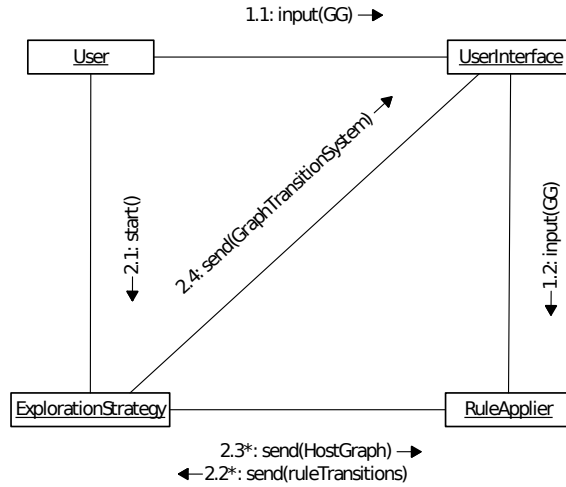 1.1: input(GG)
User
UserInterface
2.1: start()
2.4: send(GraphTransitionSystem)
1.2: input(GG)
ExplorationStrategy
RuleApplier
2.3*: send(HostGraph)
2.2*: send(ruleTransitions)